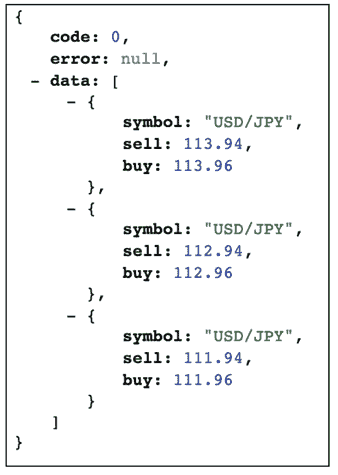 {
code: 0,
error: null,
- data: [
- {
symbol: "USD/JPY",
sell: 113.94,
buy: 113.96
},
- {
symbol: "USD/JPY",
sell: 112.94,
buy: 112.96
},
- {
symbol: "USD/JPY",
sell: 111.94,
buy: 111.96
}
]
}